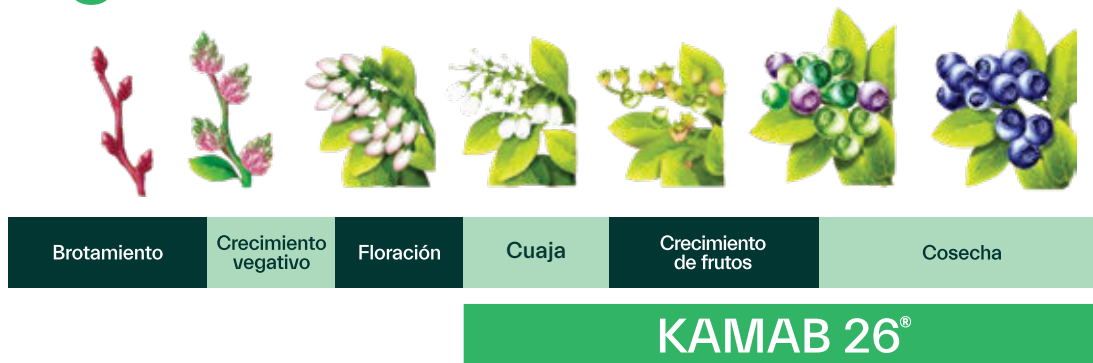 Brotamiento
Crecimiento
vegativo
Floración
Cuaja
Crecimiento
de frutos
Cosecha
KAMAB 26®